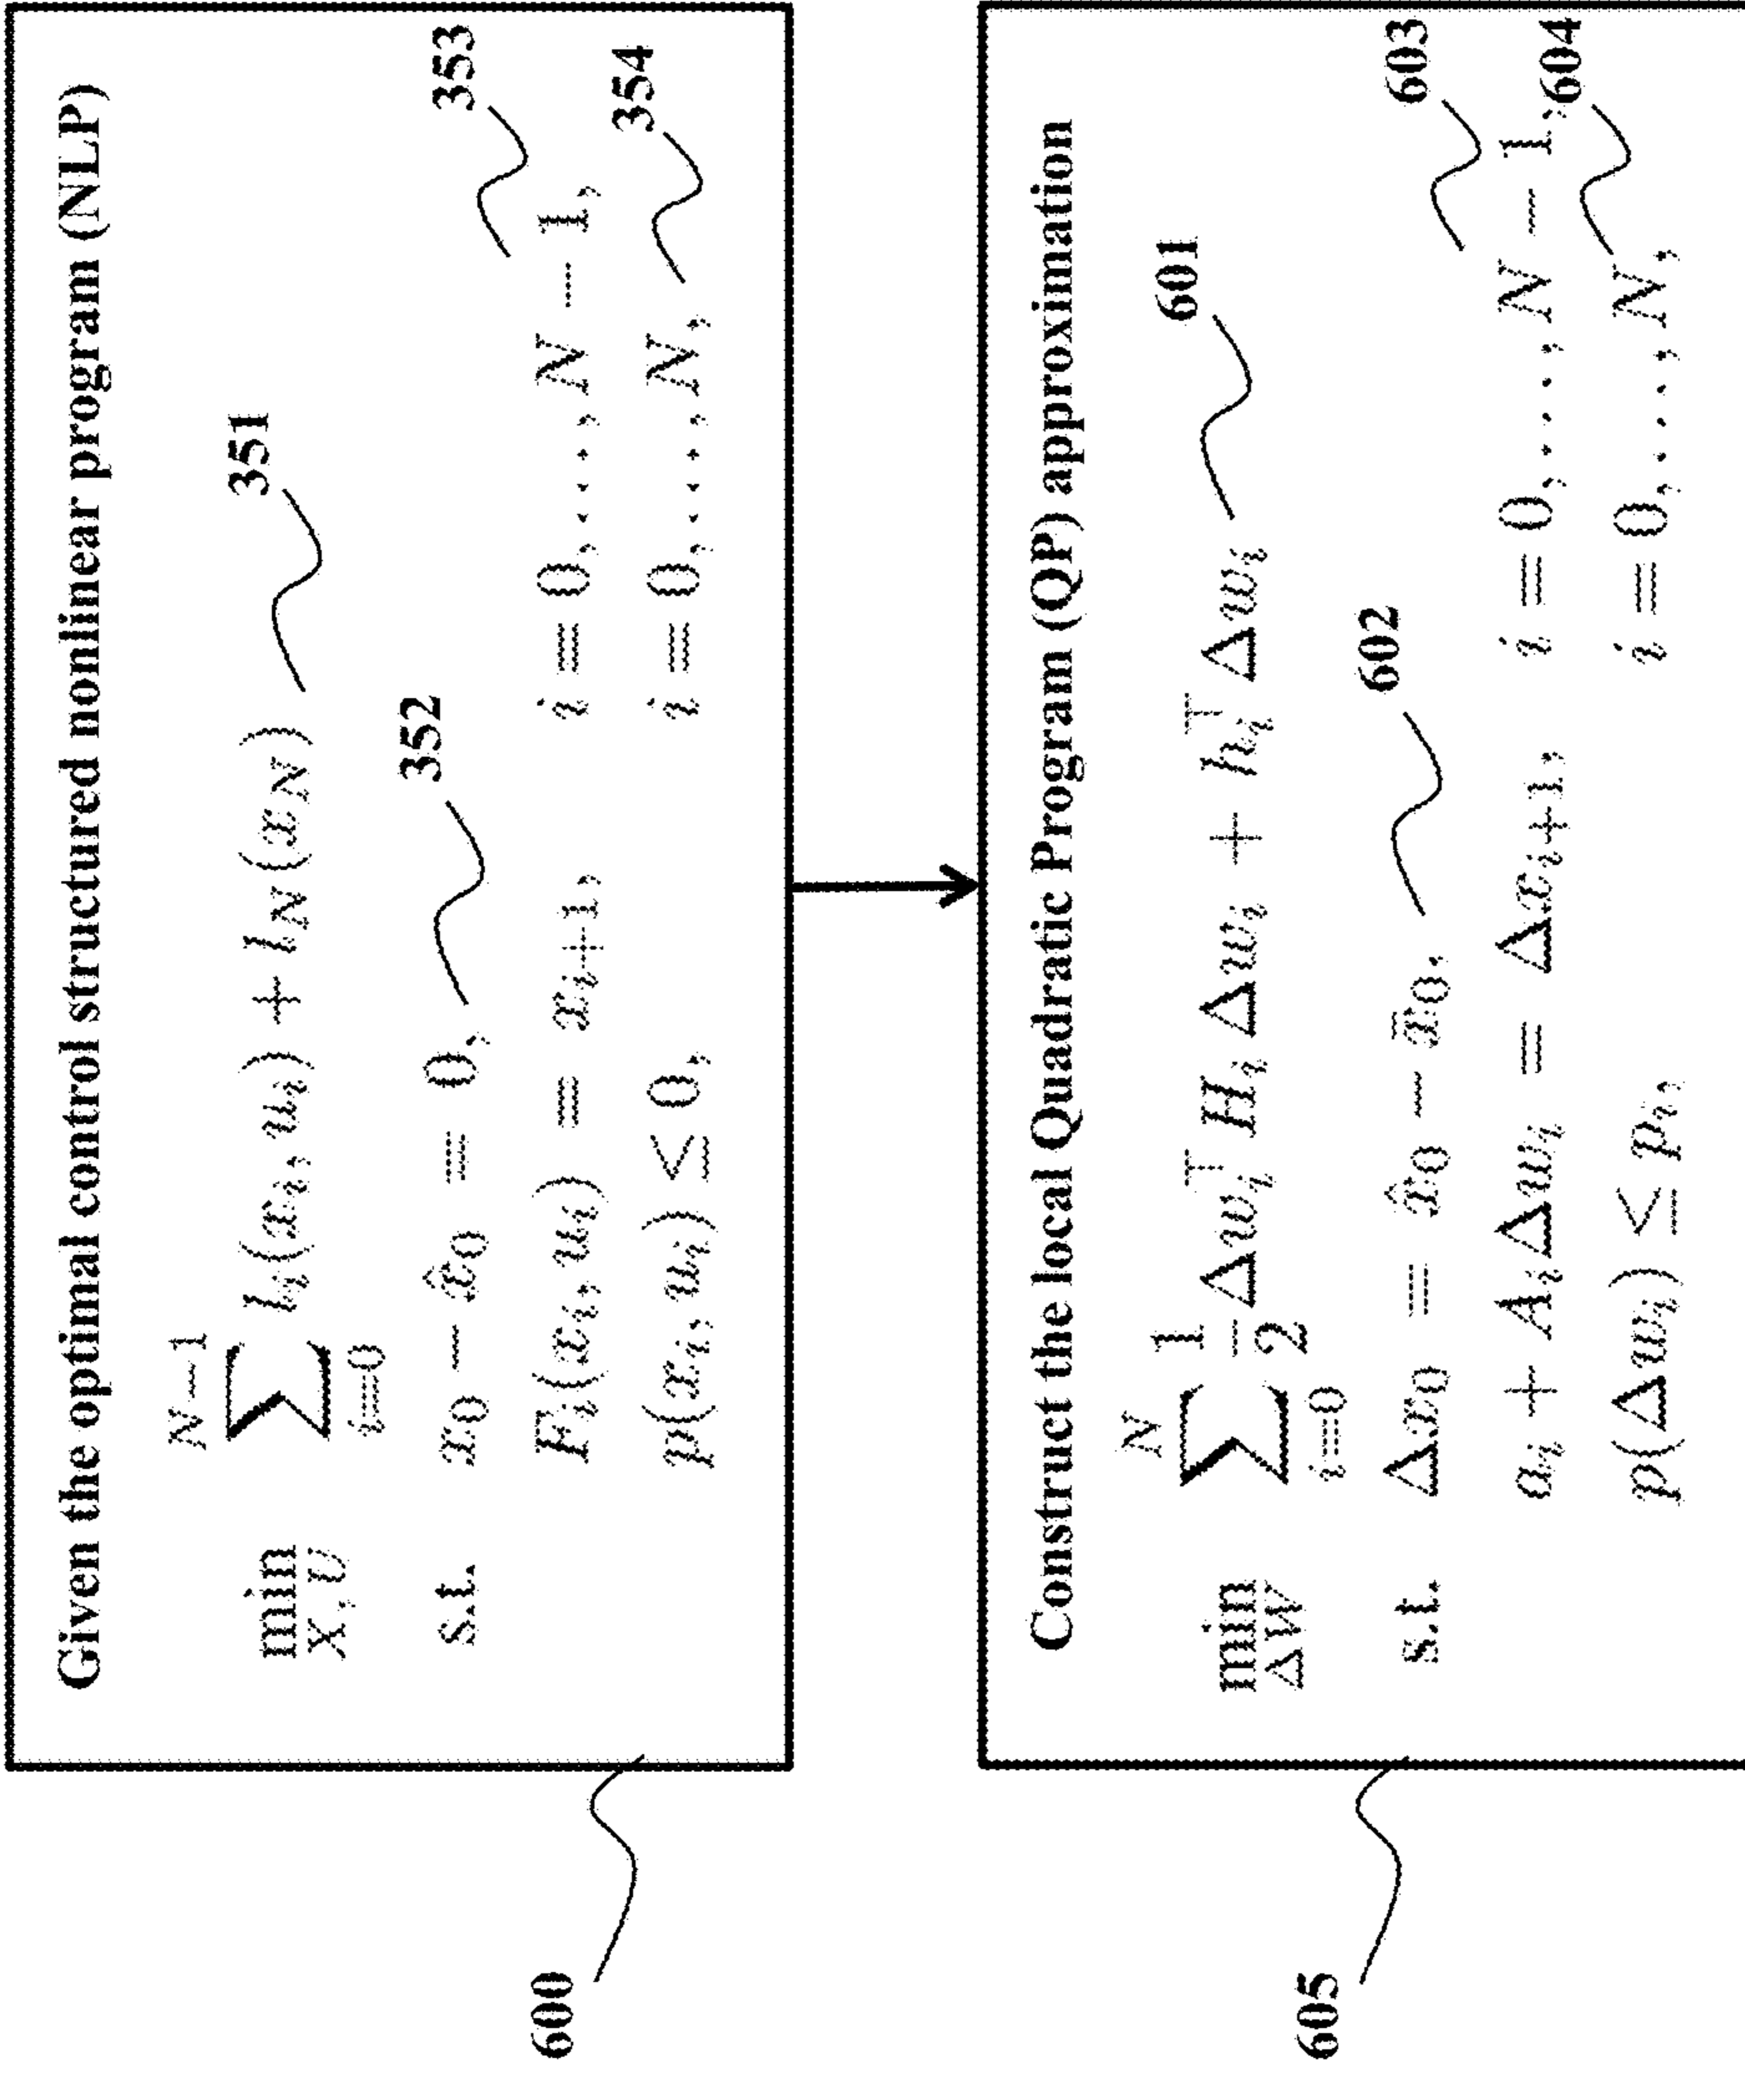 Given the optimal control structured nonlinear program (NLP)
min X, U ∑_{i=0}^{N−1} l_i(x_i, u_i) + l_N(x_N) 351
s.t. x_0 − x̂_0 = 0, 352
F_i(x_i, u_i) = x_{i+1}, i = 0, . . . , N − 1, 353
p(x_i, u_i) ≤ 0, i = 0, . . . , N, 354
600
Construct the local Quadratic Program (QP) approximation
min ΔW ∑_{i=0}^{N} 1/2 Δw_i^⊤ H_i Δw_i + h_i^⊤ Δw_i 601
s.t. Δx_0 = x̂_0 − x̄_0, 602
a_i + A_i Δw_i = Δx_{i+1}, i = 0, . . . , N − 1, 603
p(Δw_i) ≤ p_i, i = 0, . . . , N, 604
605